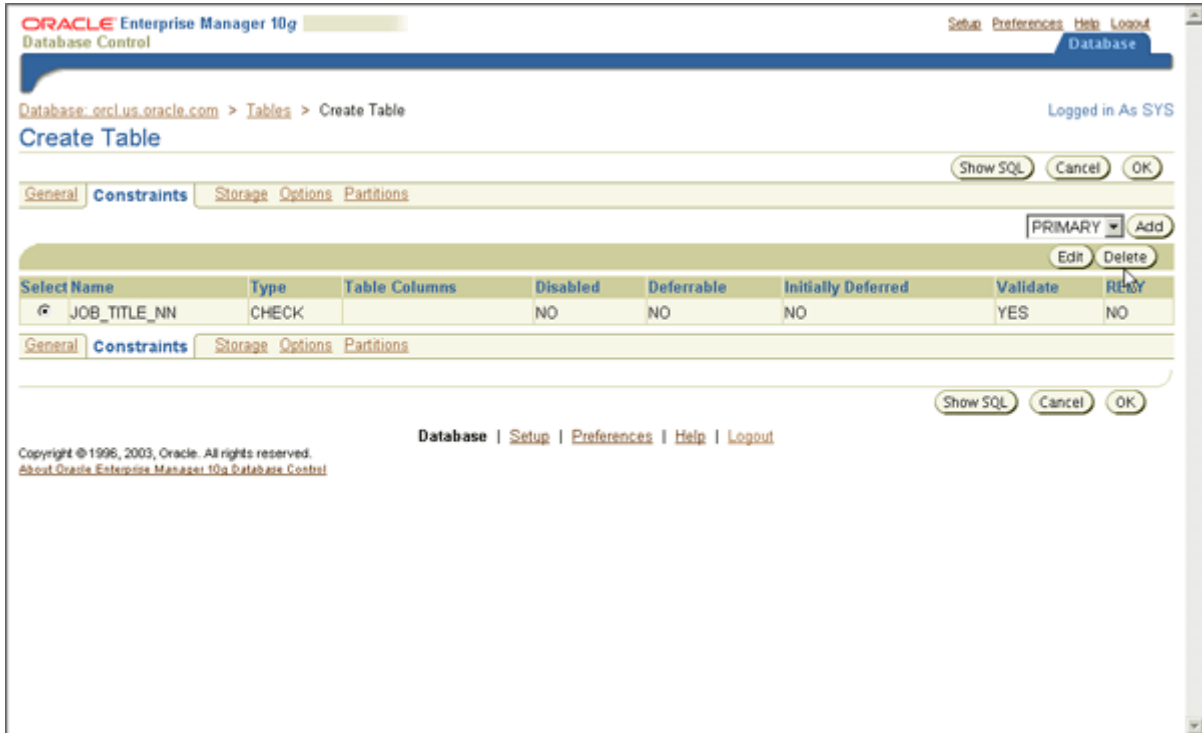 ORACLE Enterprise Manager 10g
Database Control
Setup Preferences Help Logout
Database
Database: orcl.us.oracle.com > Tables > Create Table
Logged in As SYS
Create Table
Show SQL Cancel OK
General Constraints Storage Options Partitions
PRIMARY Add
Edit Delete
Select Name Type Table Columns Disabled Deferrable Initially Deferred Validate RELY
JOB_TITLE_NN CHECK NO NO NO YES NO
General Constraints Storage Options Partitions
Show SQL Cancel OK
Database | Setup | Preferences | Help | Logout
Copyright © 1996, 2003, Oracle. All rights reserved.
About Oracle Enterprise Manager 10g Database Control